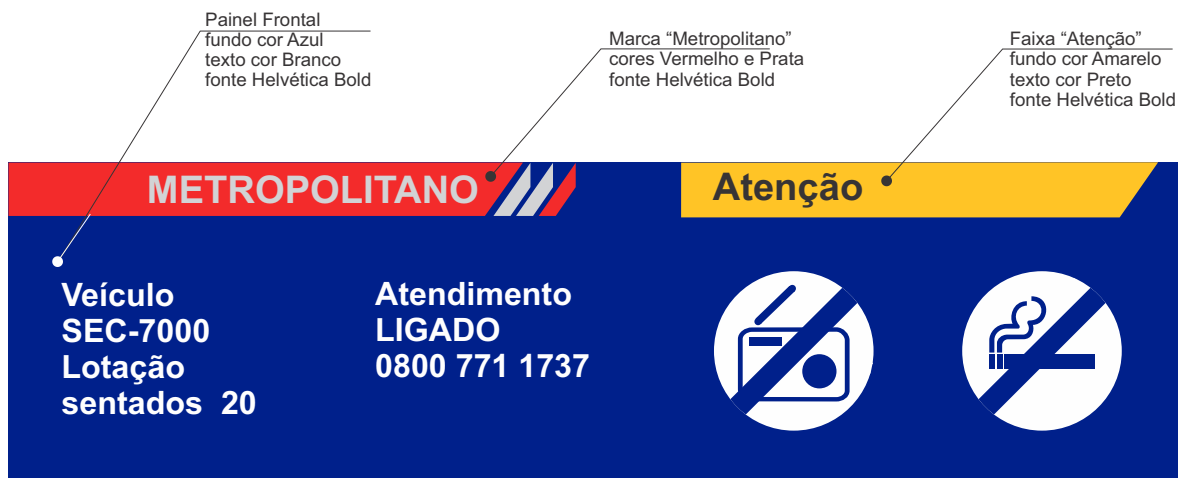 Painel Frontal
fundo cor Azul
texto cor Branco
fonte Helvética Bold
Marca “Metropolitano”
cores Vermelho e Prata
fonte Helvética Bold
Faixa “Atenção”
fundo cor Amarelo
texto cor Preto
fonte Helvética Bold
METROPOLITANO
Atenção
Veículo
SEC-7000
Lotação
sentados 20
Atendimento
LIGADO
0800 771 1737